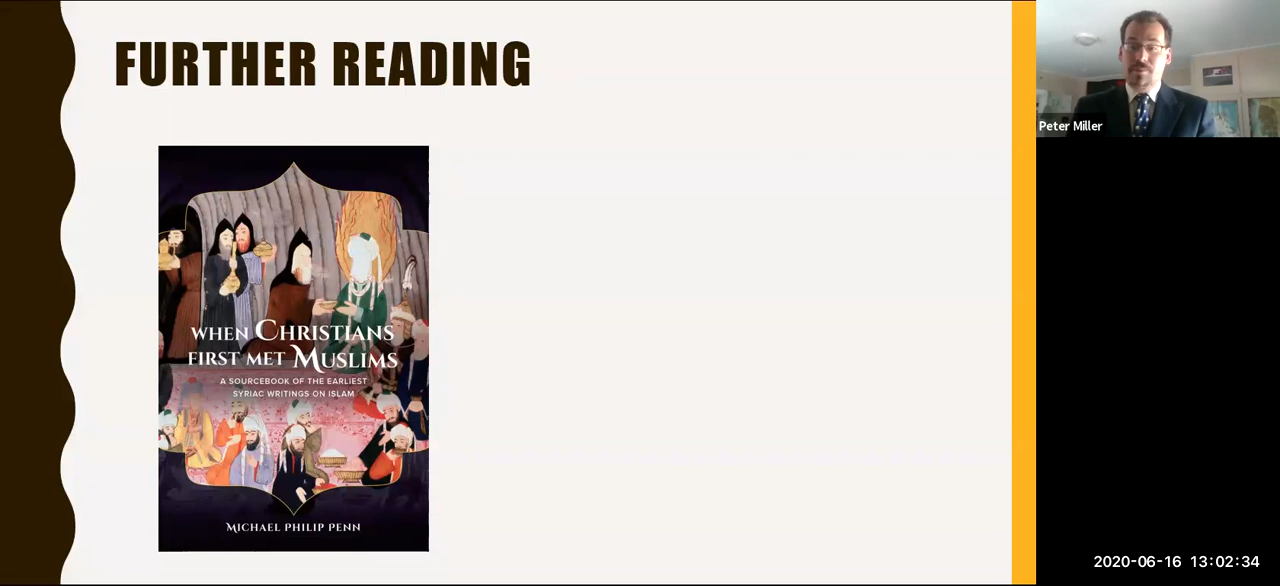 FURTHER READING
WHEN CHRISTIANS
FIRST MET MUSLIMS
A SOURCEBOOK OF THE EARLIEST
SYRIAC WRITINGS ON ISLAM
MICHAEL PHILIP PENN
Peter Miller
2020-06-16 13:02:34